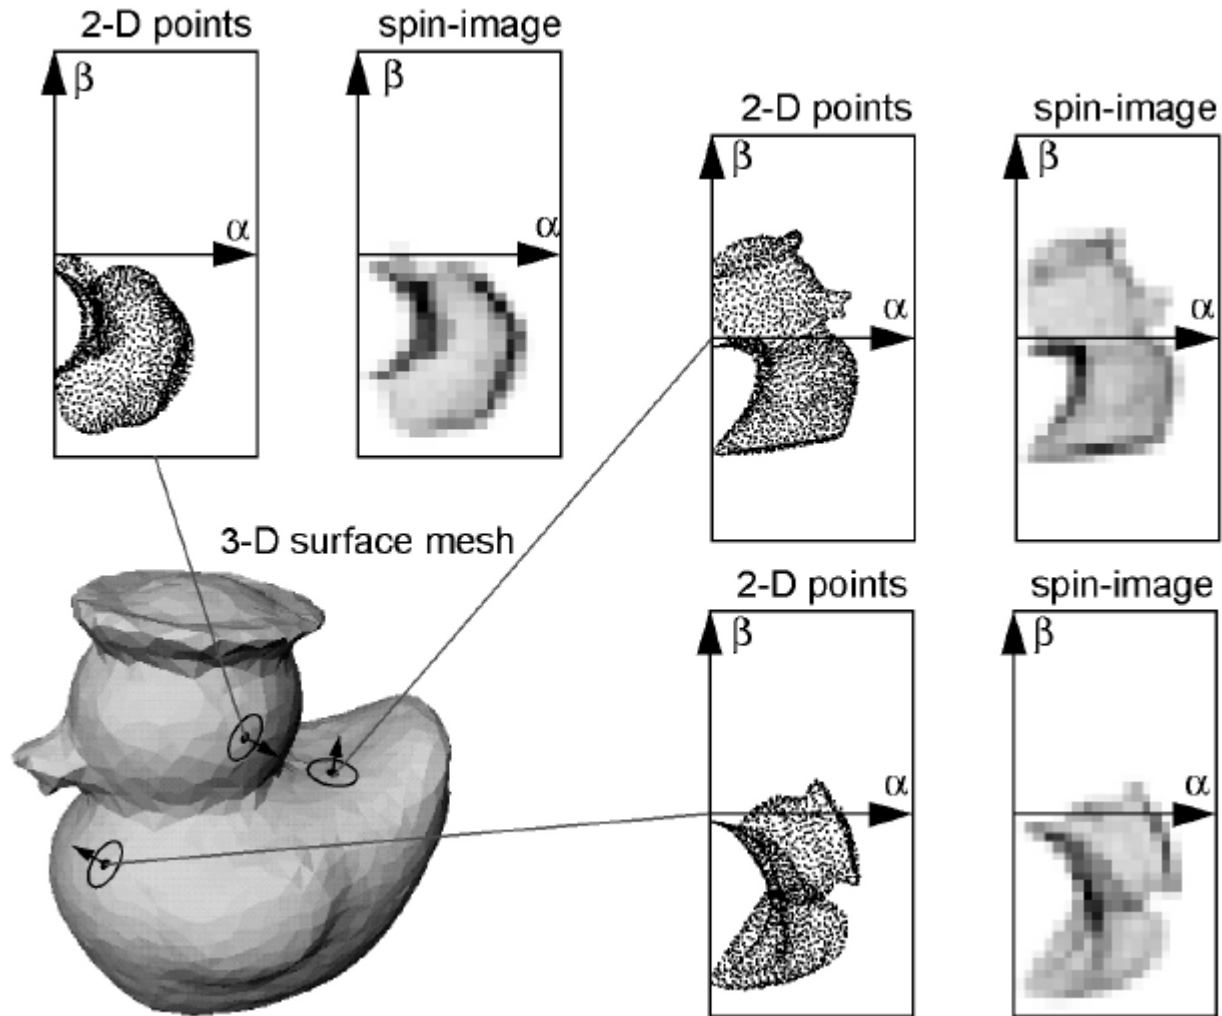 2-D points
spin-image
β
β
α
α
2-D points
spin-image
β
β
α
α
3-D surface mesh
2-D points
spin-image
β
β
α
α